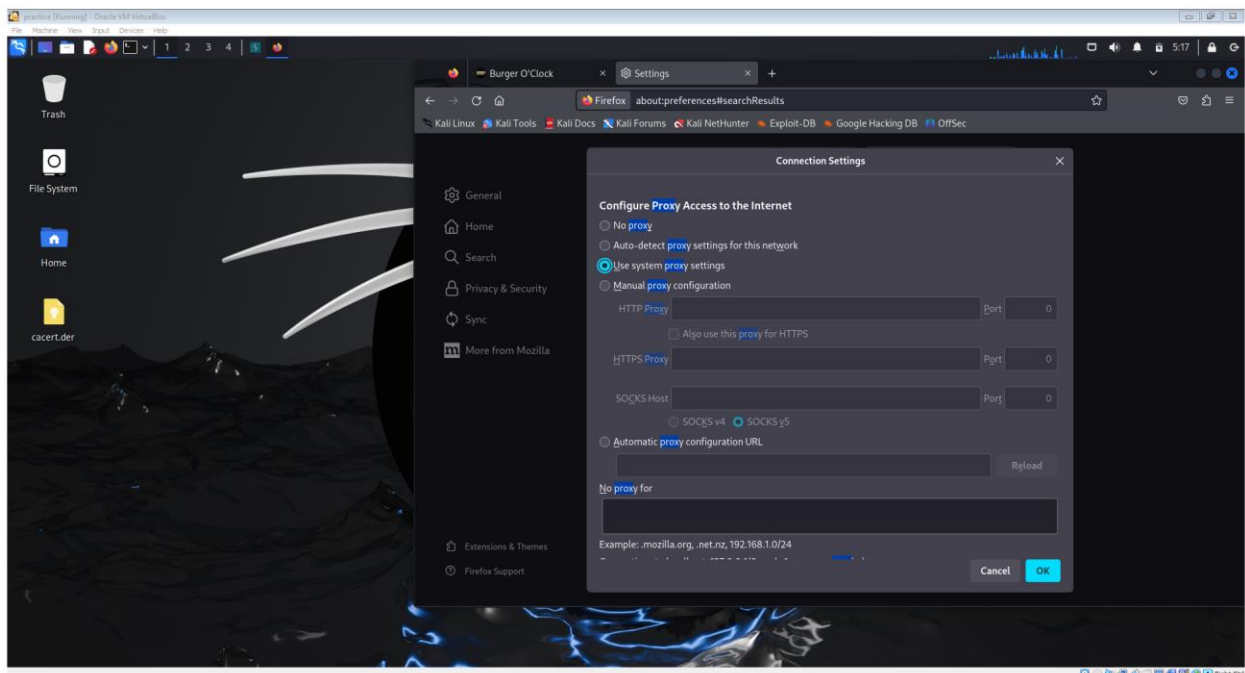 practice [Running] - Oracle VM VirtualBox
File Machine View Input Devices Help
1 2 3 4
5:17
Burger O'Clock
Settings
Firefox about:preferences#searchResults
Kali Linux Kali Tools Kali Docs Kali Forums Kali NetHunter Exploit-DB Google Hacking DB OffSec
Trash
File System
Home
cacert.der
General
Home
Search
Privacy & Security
Sync
More from Mozilla
Extensions & Themes
Firefox Support
Connection Settings
Configure Proxy Access to the Internet
No proxy
Auto-detect proxy settings for this network
Use system proxy settings
Manual proxy configuration
HTTP Proxy Port 0
Also use this proxy for HTTPS
HTTPS Proxy Port 0
SOCKS Host Port 0
SOCKS v4 SOCKS v5
Automatic proxy configuration URL
Reload
No proxy for
Example: .mozilla.org, .net.nz, 192.168.1.0/24
Cancel OK